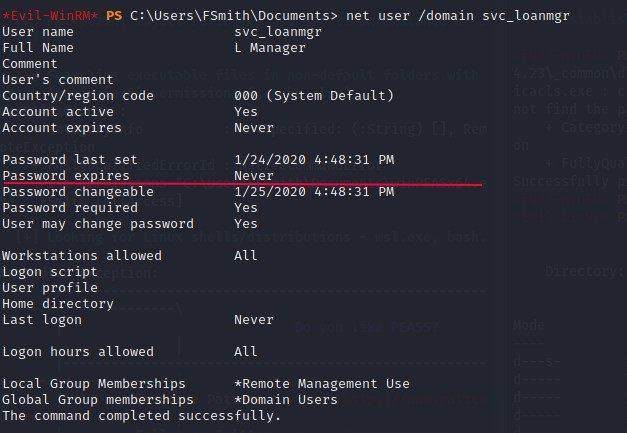 *Evil-WinRM* PS C:\Users\FSmith\Documents> net user /domain svc_loanmgr
User name svc_loanmgr
Full Name L Manager
Comment
User's comment
Country/region code 000 (System Default)
Account active Yes
Account expires Never
Password last set 1/24/2020 4:48:31 PM
Password expires Never
Password changeable 1/25/2020 4:48:31 PM
Password required Yes
User may change password Yes
Workstations allowed All
Logon script
User profile
Home directory
Last logon Never
Logon hours allowed All
Local Group Memberships *Remote Management Use
Global Group memberships *Domain Users
The command completed successfully.